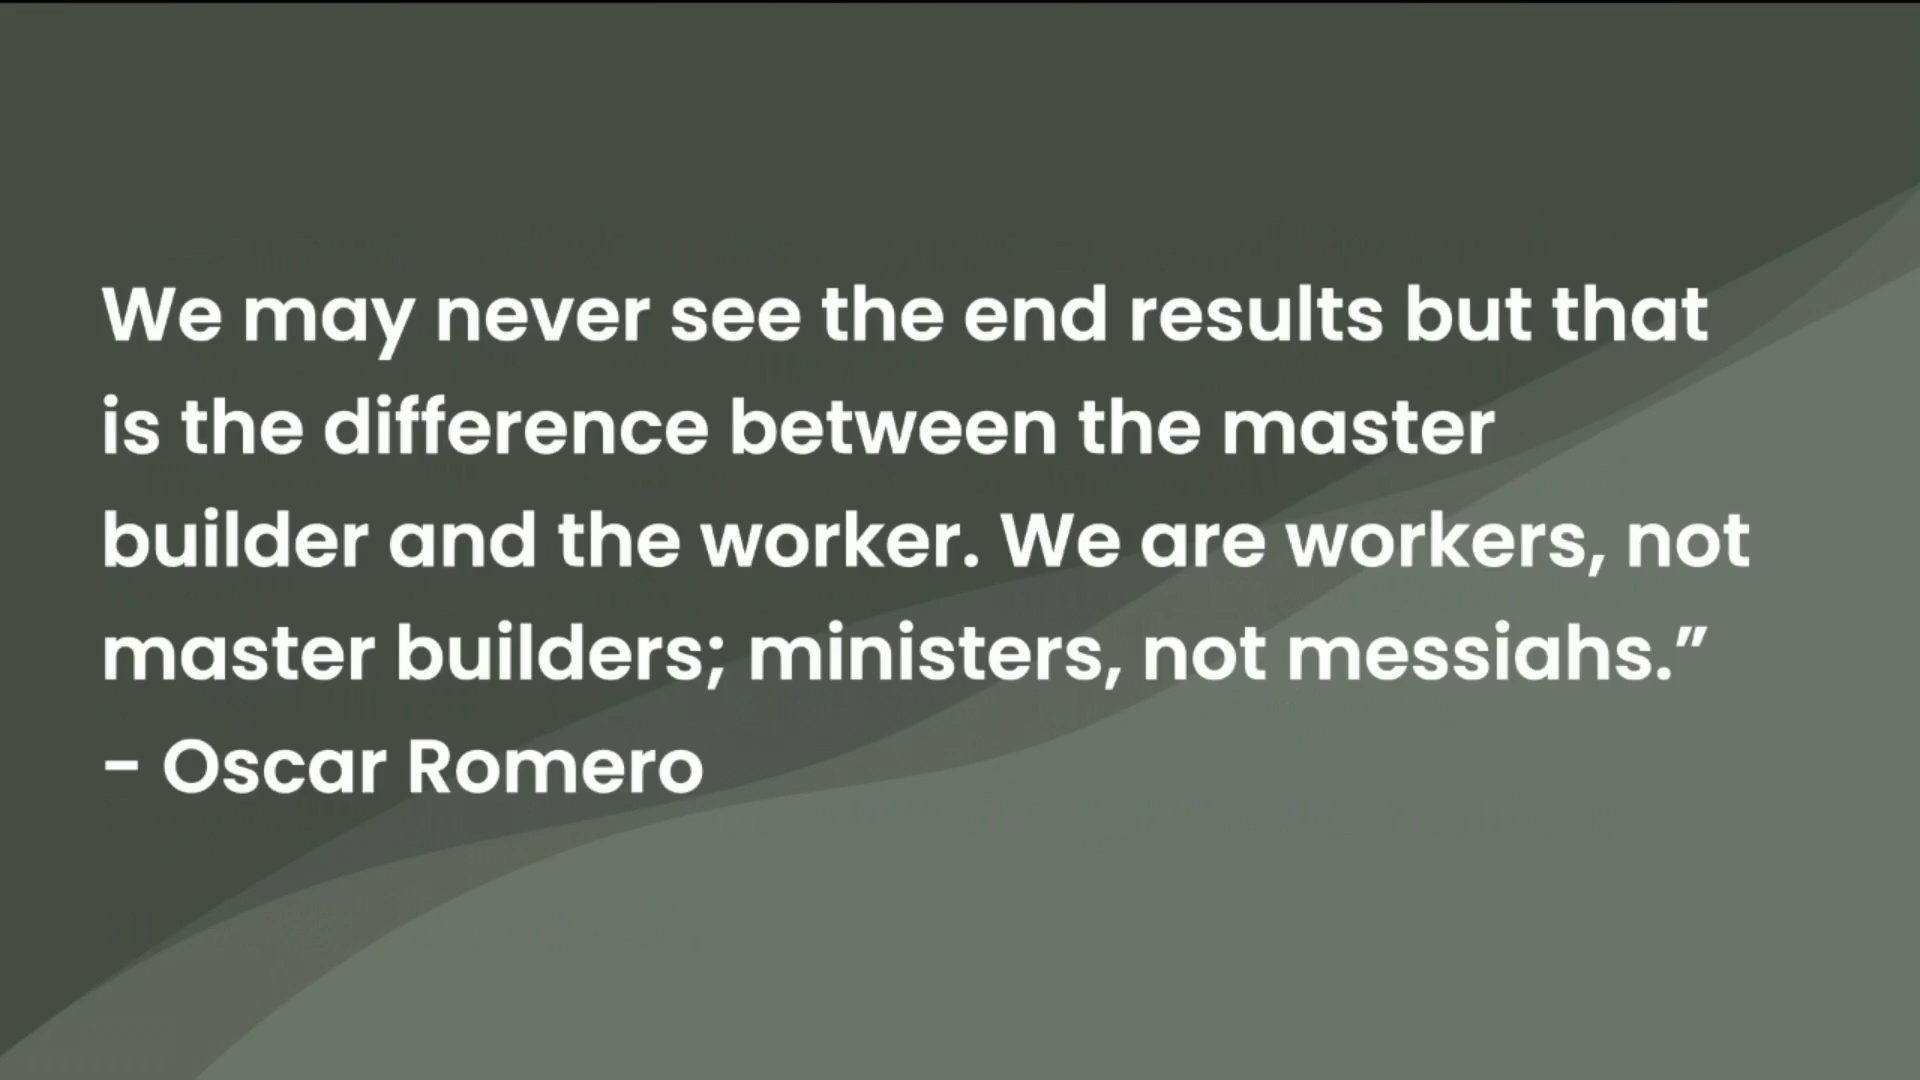 We may never see the end results but that
is the difference between the master
builder and the worker. We are workers, not
master builders; ministers, not messiahs.”
- Oscar Romero